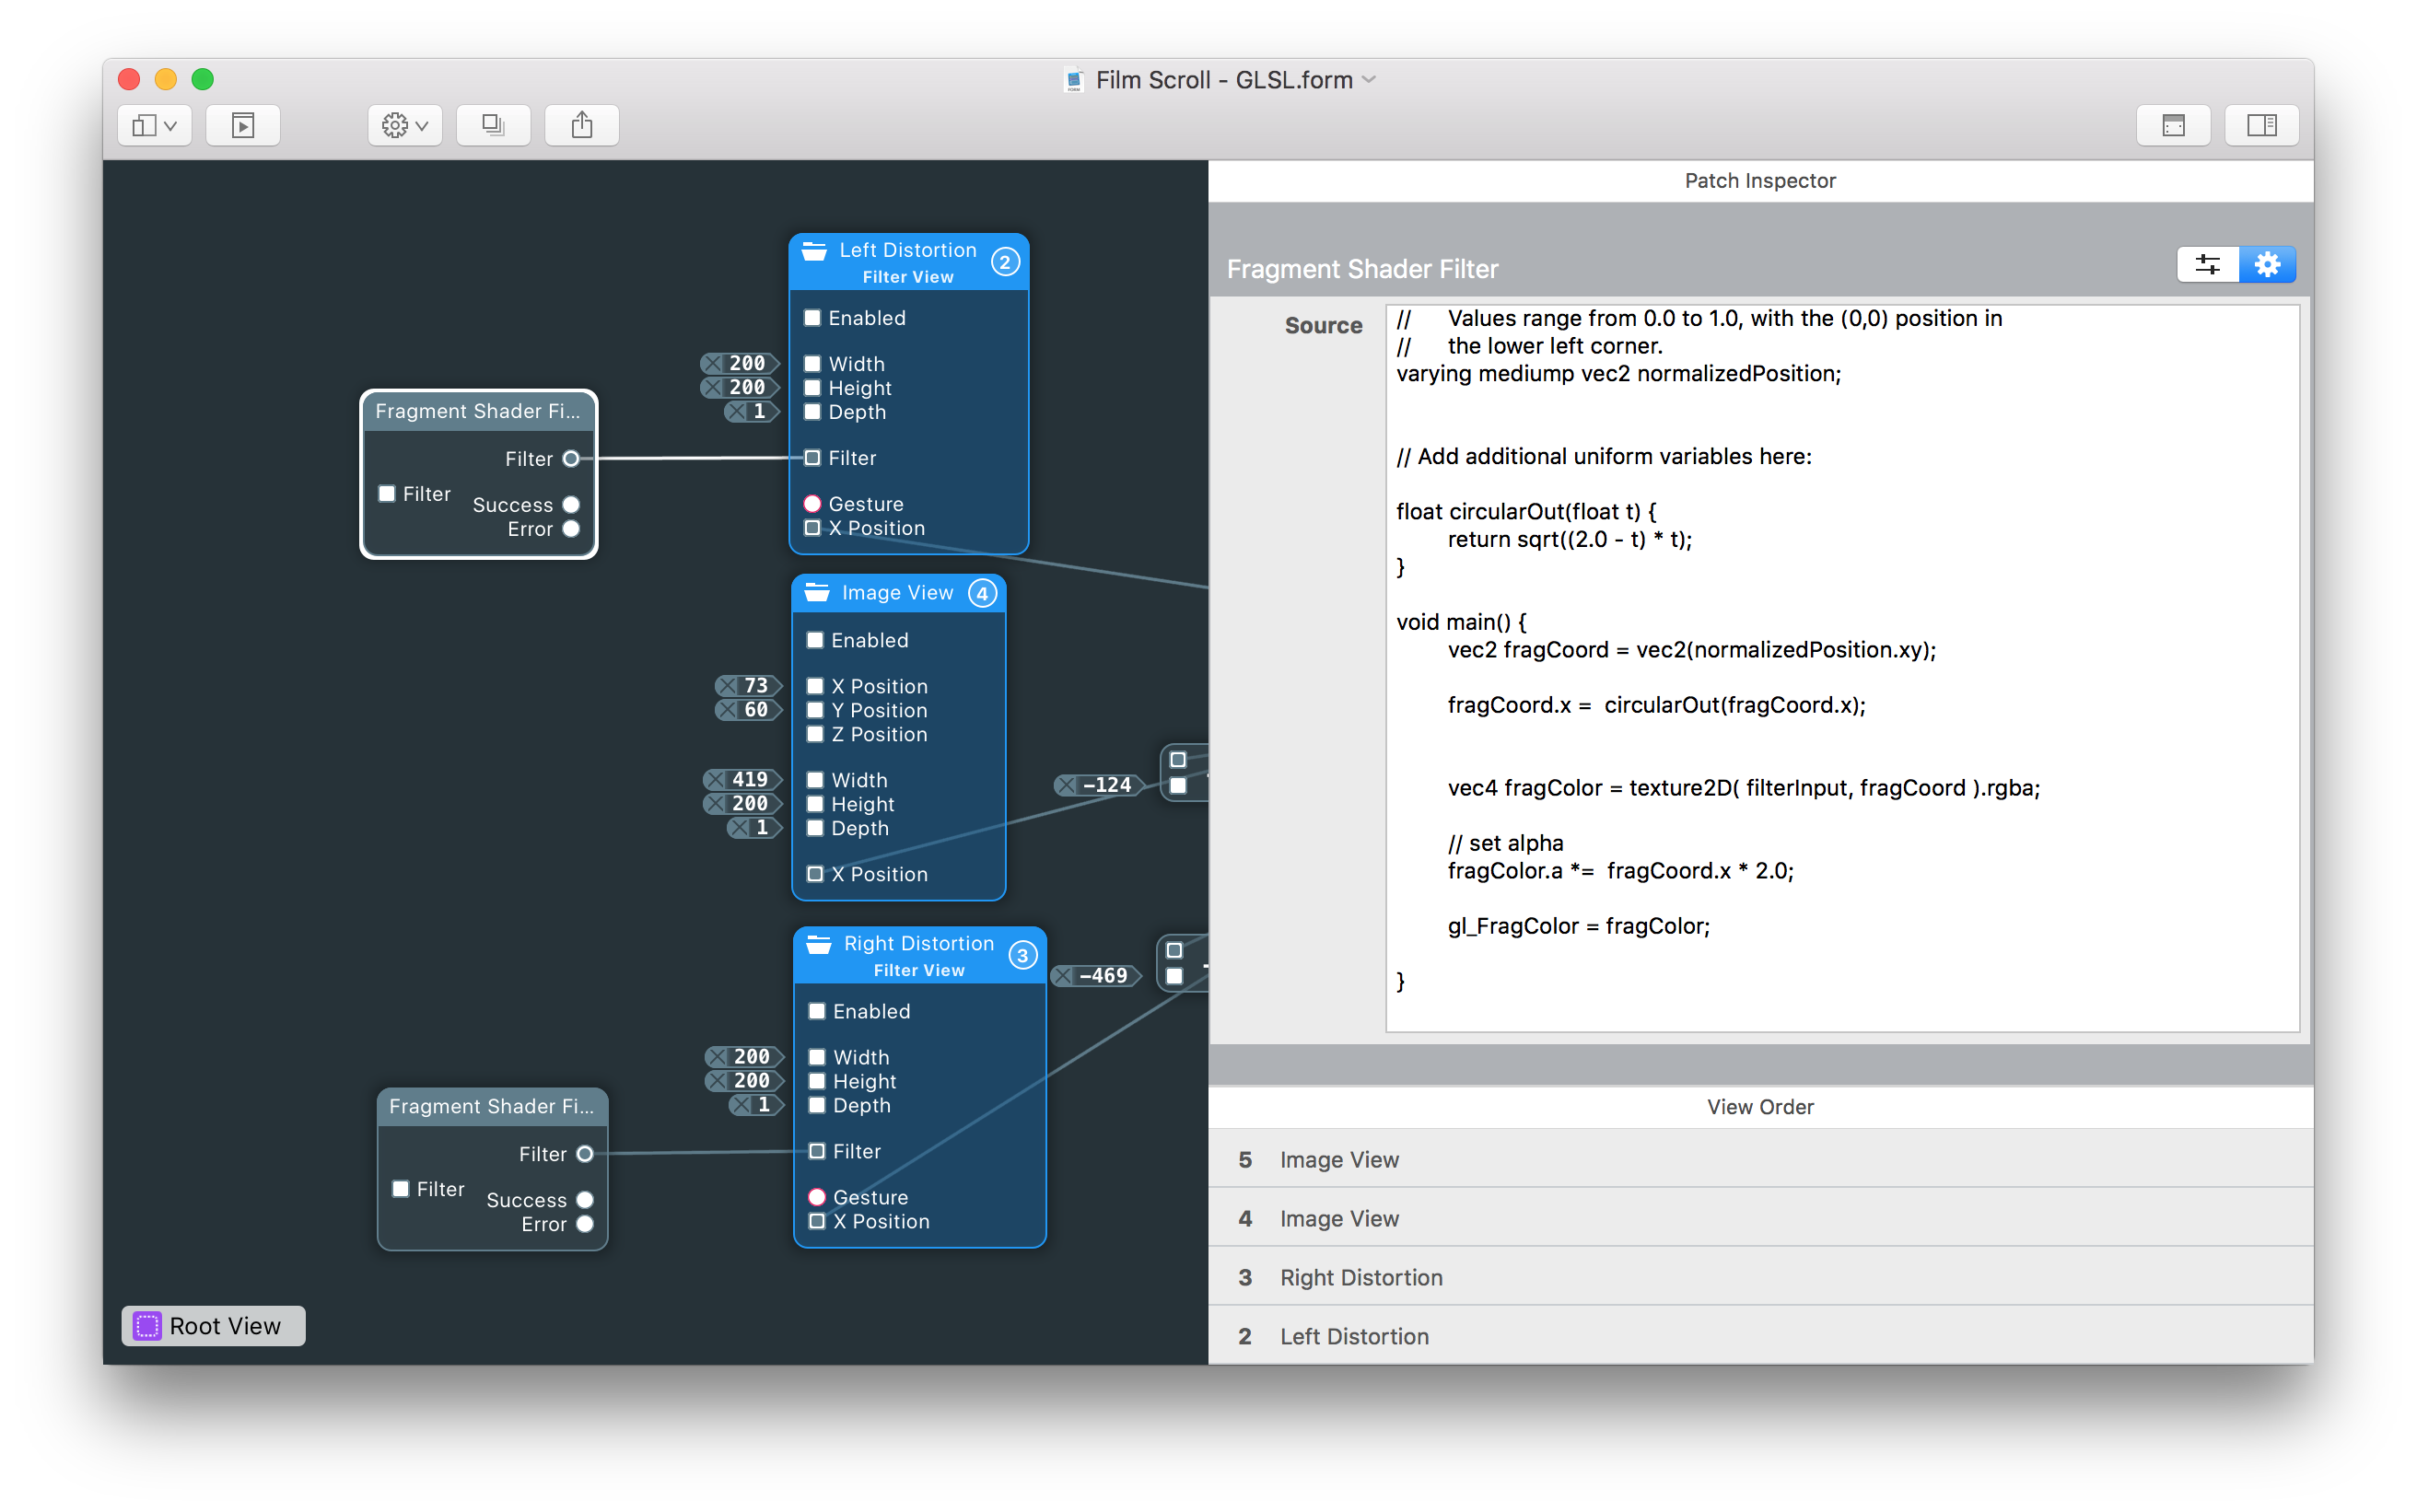 Film Scroll - GLSL.form
Left Distortion
Filter View
2
Enabled
200
Width
200
Height
1
Depth
Filter
Gesture
X Position
Fragment Shader Fi...
Filter
Filter
Success
Error
Image View
4
Enabled
73
X Position
60
Y Position
Z Position
419
Width
200
Height
1
Depth
X Position
-124
Right Distortion
Filter View
3
-469
Enabled
200
Width
200
Height
1
Depth
Filter
Gesture
X Position
Fragment Shader Fi...
Filter
Filter
Success
Error
Root View
Patch Inspector
Fragment Shader Filter
Source
// Values range from 0.0 to 1.0, with the (0,0) position in
// the lower left corner.
varying mediump vec2 normalizedPosition;
// Add additional uniform variables here:
float circularOut(float t) {
return sqrt((2.0 - t) * t);
}
void main() {
vec2 fragCoord = vec2(normalizedPosition.xy);
fragCoord.x = circularOut(fragCoord.x);
vec4 fragColor = texture2D( filterInput, fragCoord ).rgba;
// set alpha
fragColor.a *= fragCoord.x * 2.0;
gl_FragColor = fragColor;
}
View Order
5 Image View
4 Image View
3 Right Distortion
2 Left Distortion